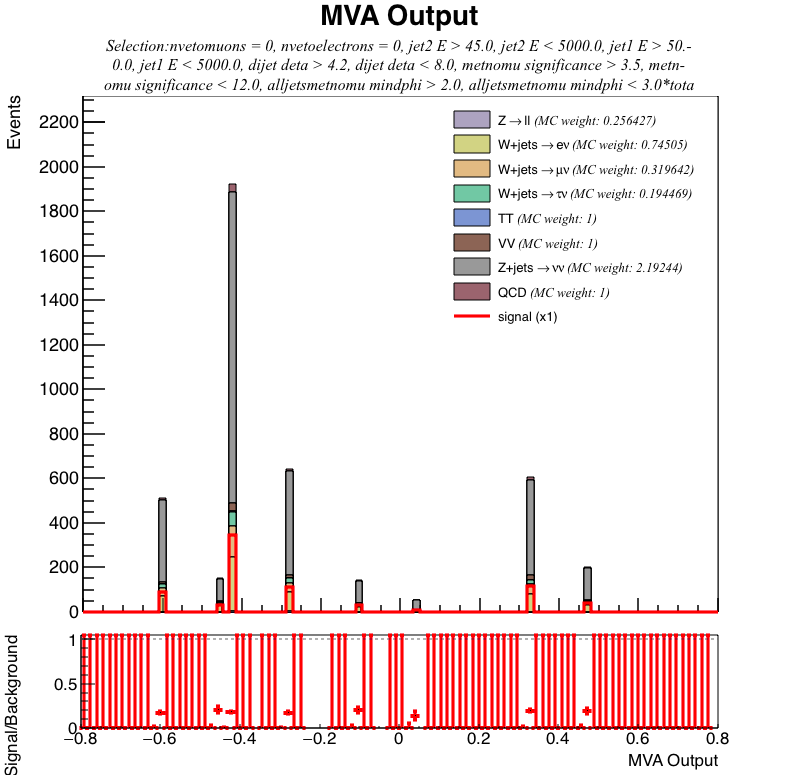 MVA Output
Selection:nvetomuons = 0, nvetoelectrons = 0, jet2 E > 45.0, jet2 E < 5000.0, jet1 E > 50.-
0.0, jet1 E < 5000.0, dijet deta > 4.2, dijet deta < 8.0, metnomu significance > 3.5, metn-
omu significance < 12.0, alljetsmetnomu mindphi > 2.0, alljetsmetnomu mindphi < 3.0*tota
Events
2200
2000
1800
1600
1400
1200
1000
800
600
400
200
0
Z→ll (MC weight: 0.256427)
W+jets→eν (MC weight: 0.74505)
W+jets→μν (MC weight: 0.319642)
W+jets→τν (MC weight: 0.194469)
TT (MC weight: 1)
VV (MC weight: 1)
Z+jets→νν (MC weight: 2.19244)
QCD (MC weight: 1)
signal (x1)
Signal/Background
1
0.5
0
−0.8 −0.6 −0.4 −0.2 0 0.2 0.4 0.6 0.8
MVA Output